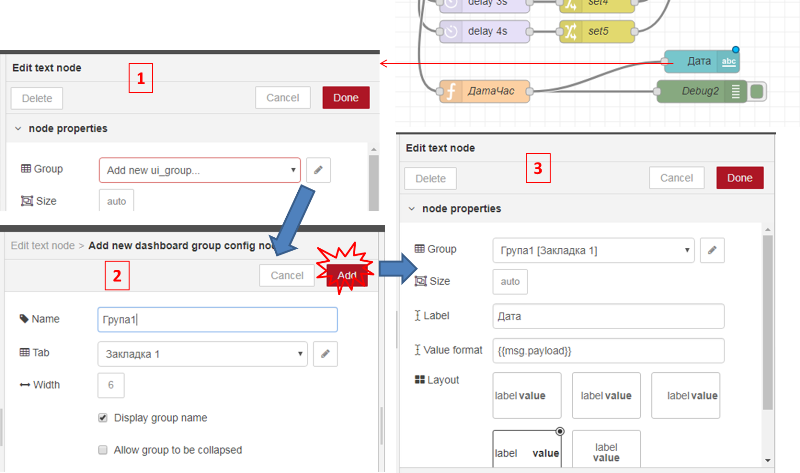 delay 3s
set4
delay 4s
set5
Дата
abc
ДатаЧас
Debug2
Edit text node
1
Delete
Cancel
Done
node properties
Group
Add new ui_group...
Size
auto
Edit text node > Add new dashboard group config nod
2
Cancel
Add
Name
Група1
Tab
Закладка 1
Width
6
Display group name
Allow group to be collapsed
Edit text node
3
Delete
Cancel
Done
node properties
Group
Група1 [Закладка 1]
Size
auto
Label
Дата
Value format
{{msg.payload}}
Layout
label value
label value
label value
label value
label
value